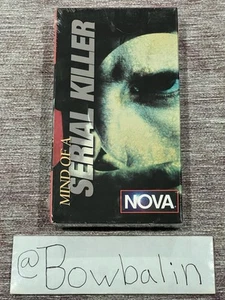 MIND OF A
SERIAL KILLER
NOVA
@Bowbalin